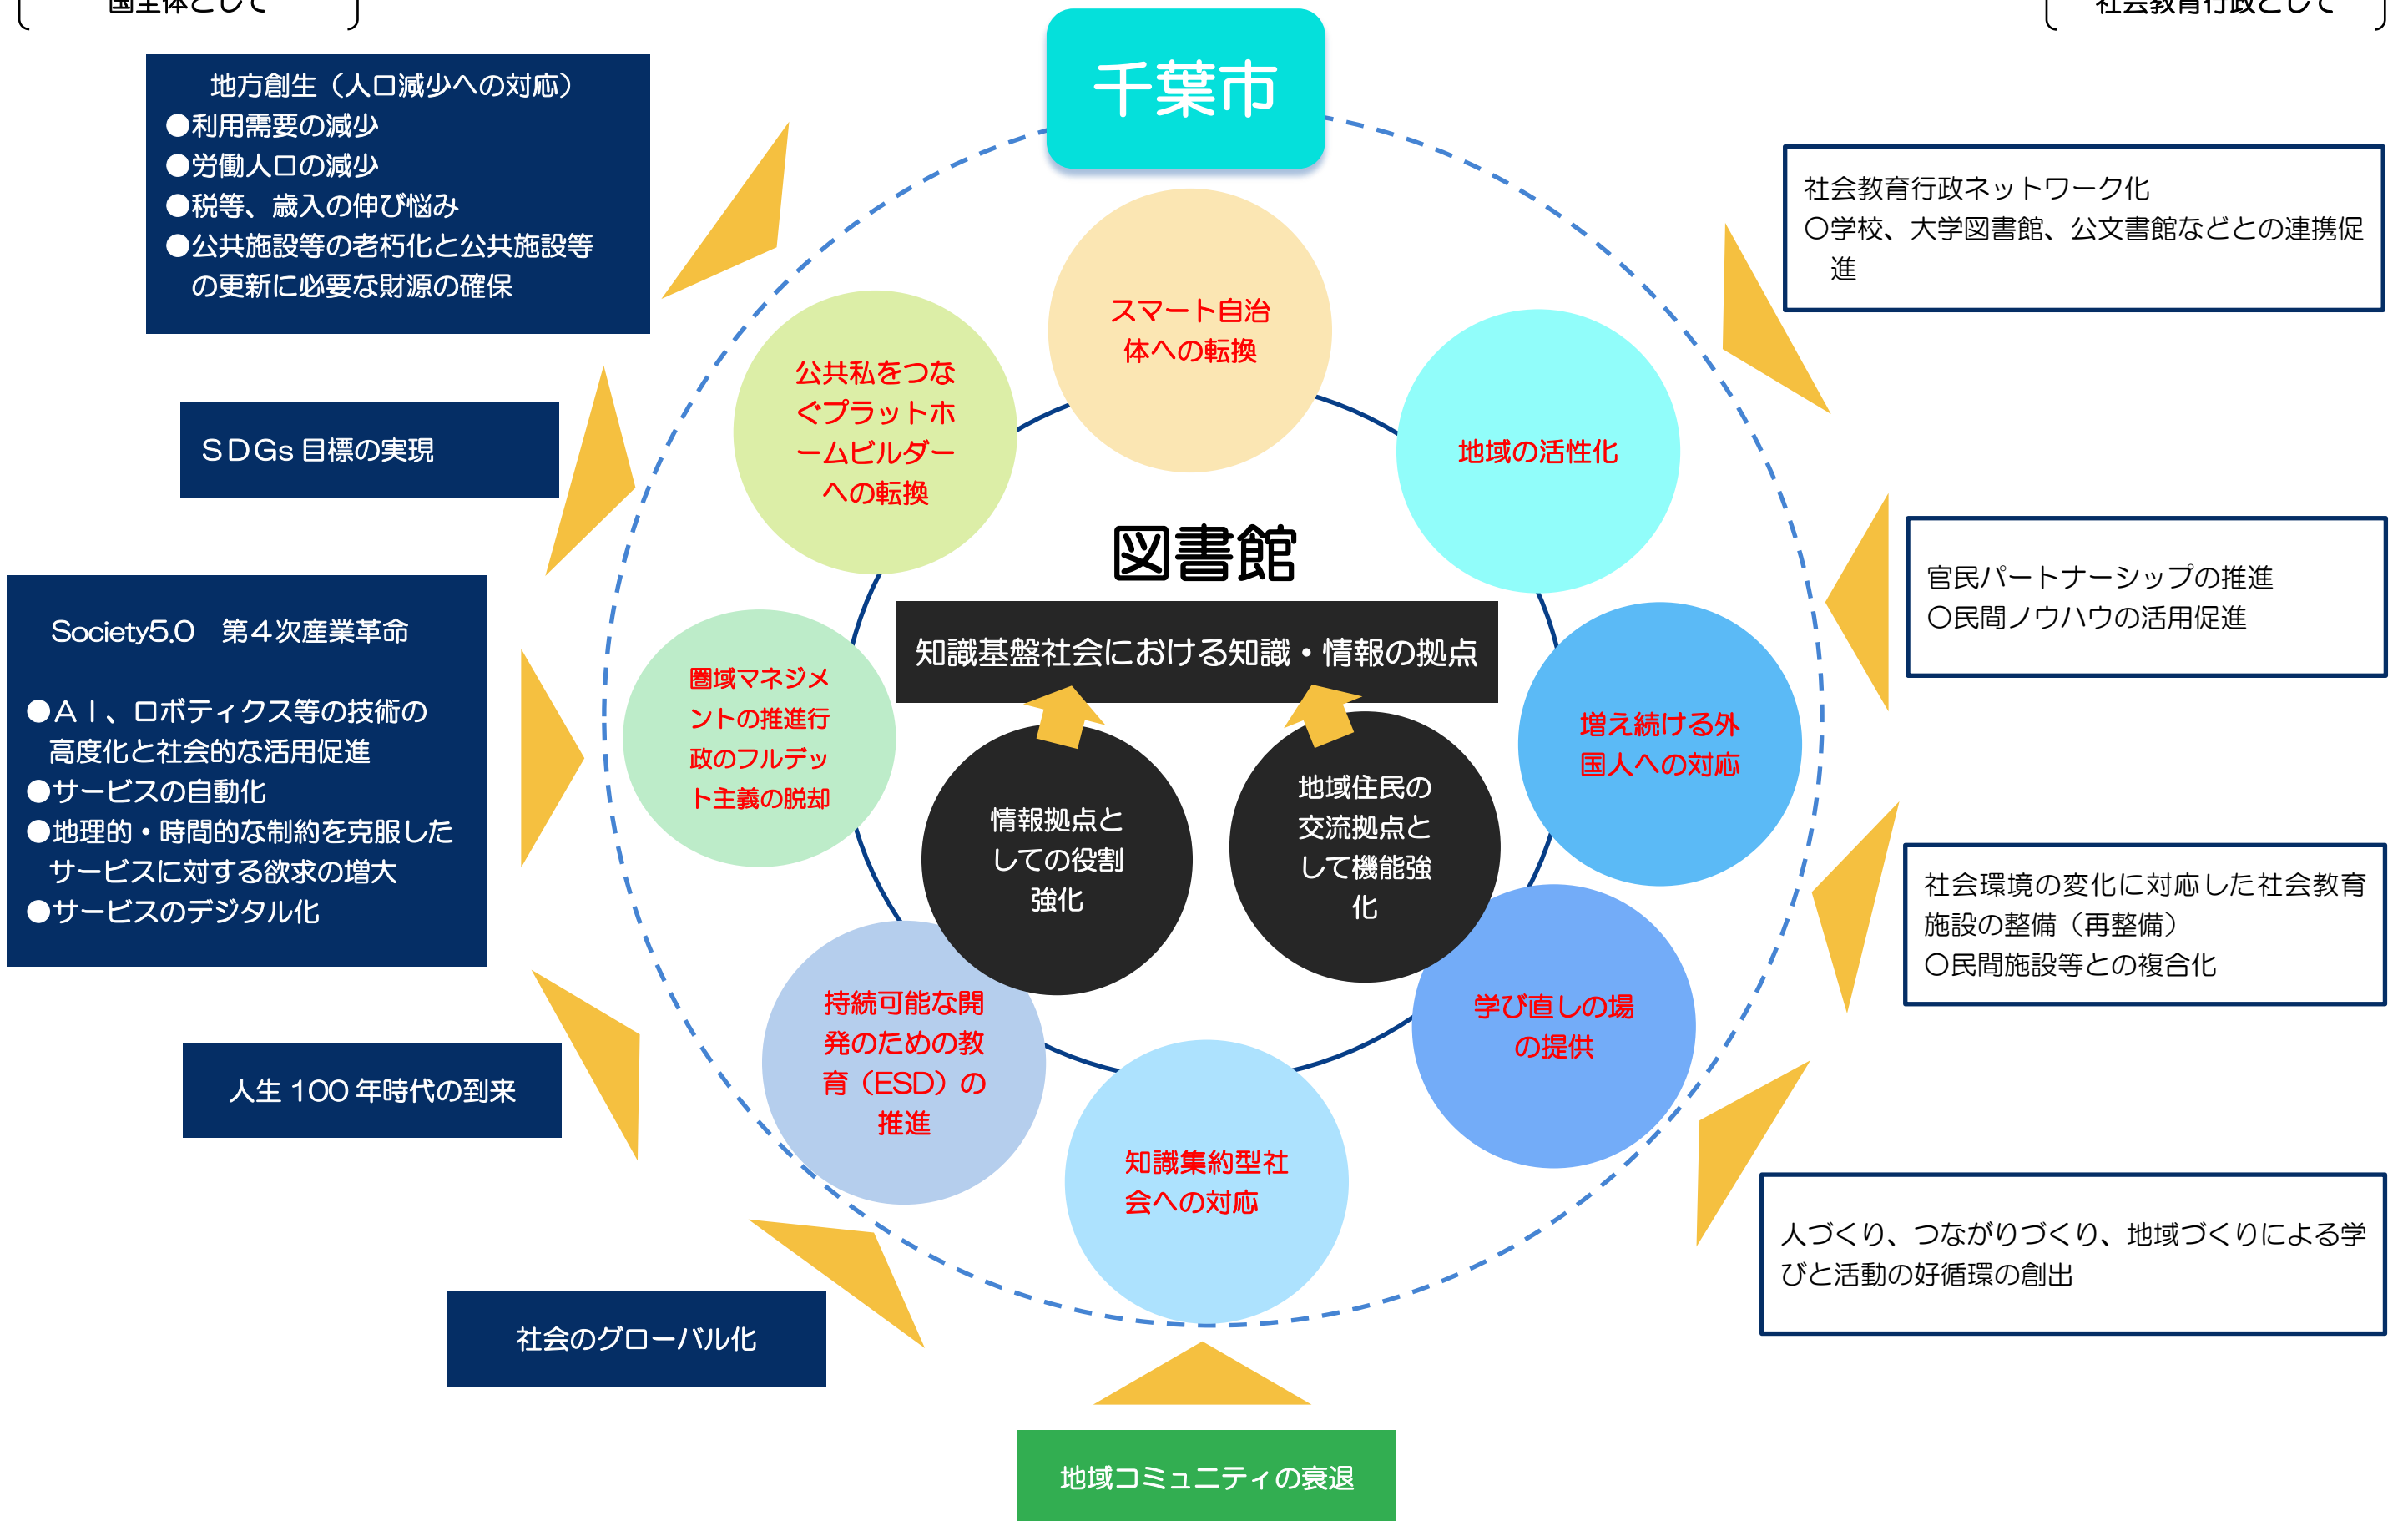 国全体として
社会教育行政として
千葉市
地方創生（人口減少への対応）
●利用需要の減少
●労働人口の減少
●税等、歳入の伸び悩み
●公共施設等の老朽化と公共施設等
の更新に必要な財源の確保
ＳＤＧs 目標の実現
Society5.0　第４次産業革命
●ＡＩ、ロボティクス等の技術の
高度化と社会的な活用促進
●サービスの自動化
●地理的・時間的な制約を克服した
サービスに対する欲求の増大
●サービスのデジタル化
人生 100 年時代の到来
社会のグローバル化
地域コミュニティの衰退
スマート自治
体への転換
公共私をつな
ぐプラットホ
ームビルダー
への転換
地域の活性化
図書館
知識基盤社会における知識・情報の拠点
圏域マネジメ
ントの推進行
政のフルデッ
ト主義の脱却
増え続ける外
国人への対応
情報拠点と
しての役割
強化
地域住民の
交流拠点と
して機能強
化
持続可能な開
発のための教
育（ESD）の
推進
学び直しの場
の提供
知識集約型社
会への対応
社会教育行政ネットワーク化
〇学校、大学図書館、公文書館などとの連携促
進
官民パートナーシップの推進
〇民間ノウハウの活用促進
社会環境の変化に対応した社会教育
施設の整備（再整備）
〇民間施設等との複合化
人づくり、つながりづくり、地域づくりによる学
びと活動の好循環の創出